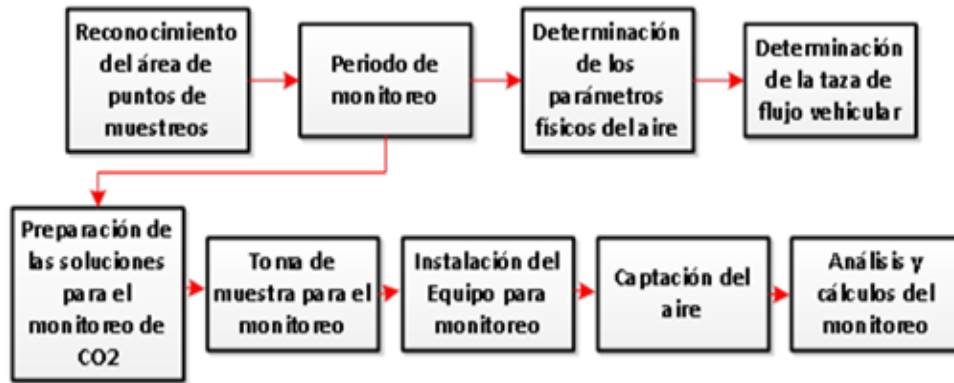 Reconocimiento
del área de
puntos de
muestreos
Periodo de
monitoreo
Determinación
de los
parámetros
físicos del aire
Determinación
de la taza de
flujo vehicular
Preparación de
las soluciones
para el
monitoreo de
CO2
Toma de
muestra para el
monitoreo
Instalación del
Equipo para
monitoreo
Captación del
aire
Análisis y
cálculos del
monitoreo